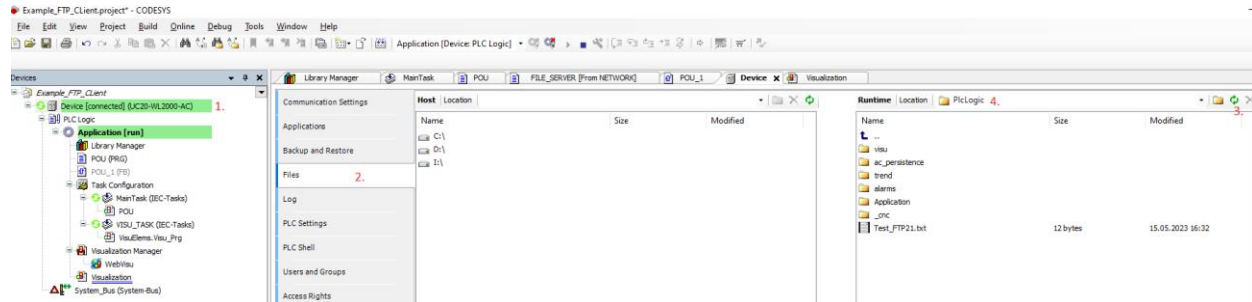 Example_FTP_CLient.project* - CODESYS
File Edit View Project Build Online Debug Tools Window Help
Application [Device: PLC Logic]
Devices
Library Manager MainTask POU FILE_SERVER [From NETWORK] POU_1 Device Visualization
Example_FTP_CLient
Device [connected] (UC20-WL2000-AC) 1.
PLC Logic
Application [run]
Library Manager
POU (PRG)
POU_1 (FB)
Task Configuration
MainTask (IEC-Tasks)
POU
VISU_TASK (IEC-Tasks)
VisuElems.Visu_Prg
Visualization Manager
WebVisu
Visualization
System_Bus (System-Bus)
Communication Settings
Applications
Backup and Restore
Files 2.
Log
PLC Settings
PLC Shell
Users and Groups
Access Rights
Host Location
Name Size Modified
C:\
D:\
I:\
Runtime Location PlcLogic 4.
3.
Name Size Modified
..
visu
ac_persistence
trend
alarms
Application
_cnc
Test_FTP21.txt 12 bytes 15.05.2023 16:32